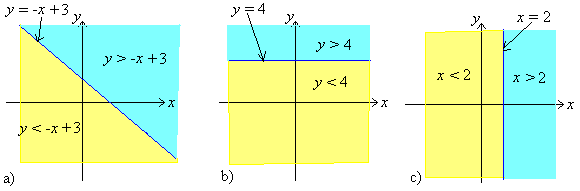 y = -x + 3
y
y > -x + 3
x
y < -x + 3
a)
y = 4
y
y > 4
y < 4
x
b)
x = 2
y
x < 2
x > 2
x
c)